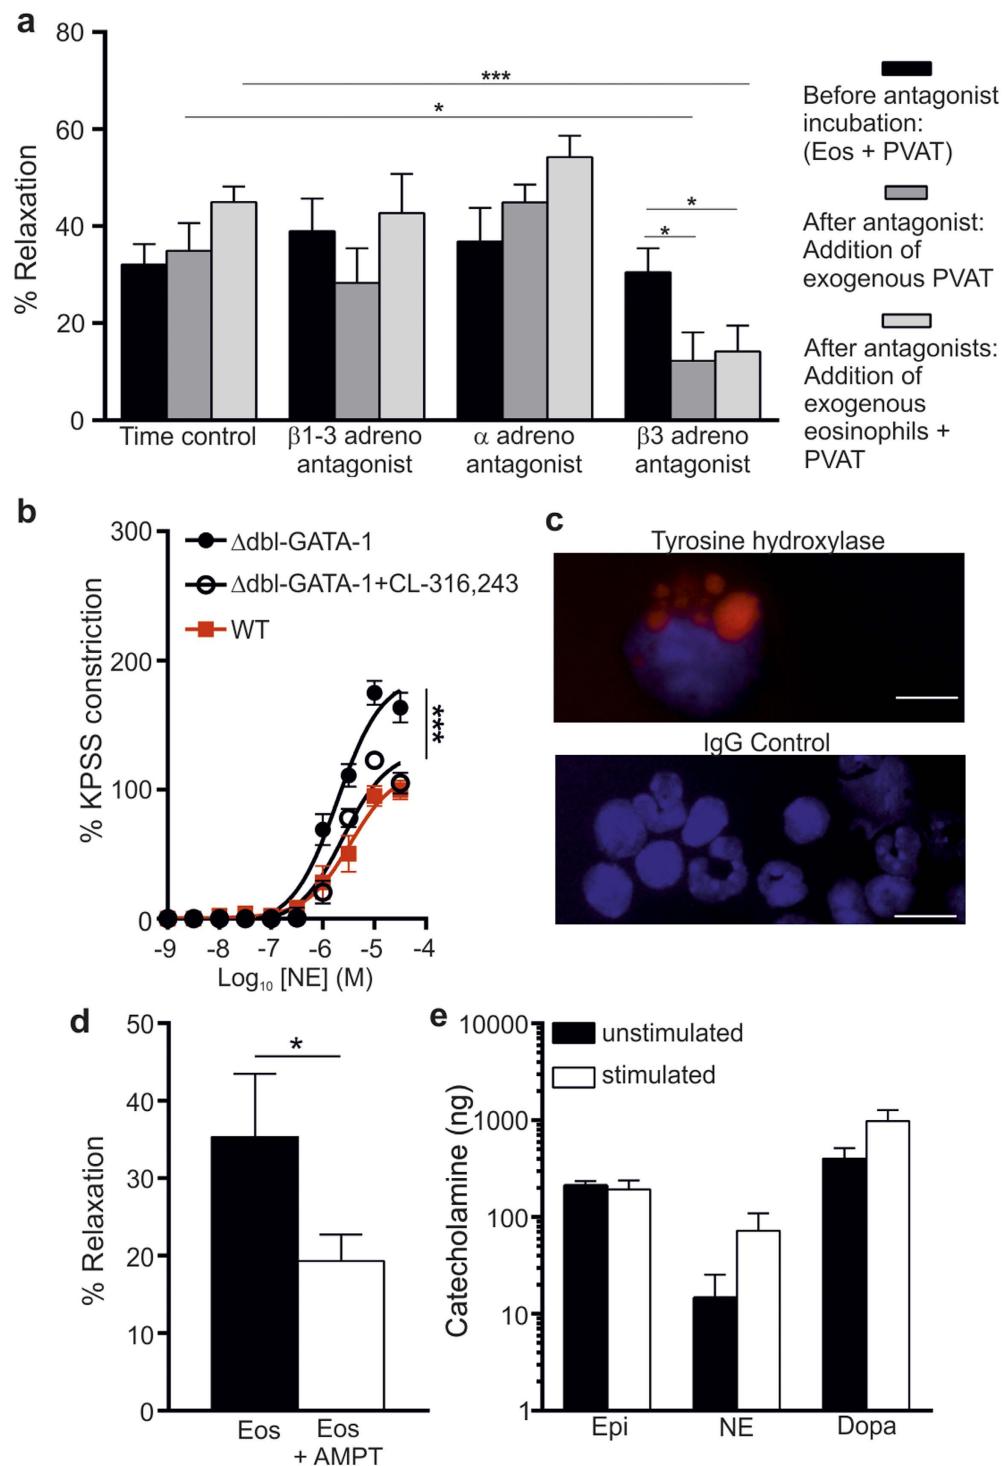 a
80
60
40
20
0
% Relaxation
***
*
*
*
Time control
β1-3 adreno
antagonist
α adreno
antagonist
β3 adreno
antagonist
Before antagonist
incubation:
(Eos + PVAT)
After antagonist:
Addition of
exogenous PVAT
After antagonists:
Addition of
exogenous
eosinophils +
PVAT
b
300
200
100
0
% KPSS constriction
Δdbl-GATA-1
Δdbl-GATA-1+CL-316,243
WT
***
-9
-8
-7
-6
-5
-4
Log₁₀ [NE] (M)
c
Tyrosine hydroxylase
IgG Control
d
50
40
30
20
10
0
% Relaxation
*
Eos
Eos
+ AMPT
e
10000
1000
100
10
1
Catecholamine (ng)
unstimulated
stimulated
Epi
NE
Dopa